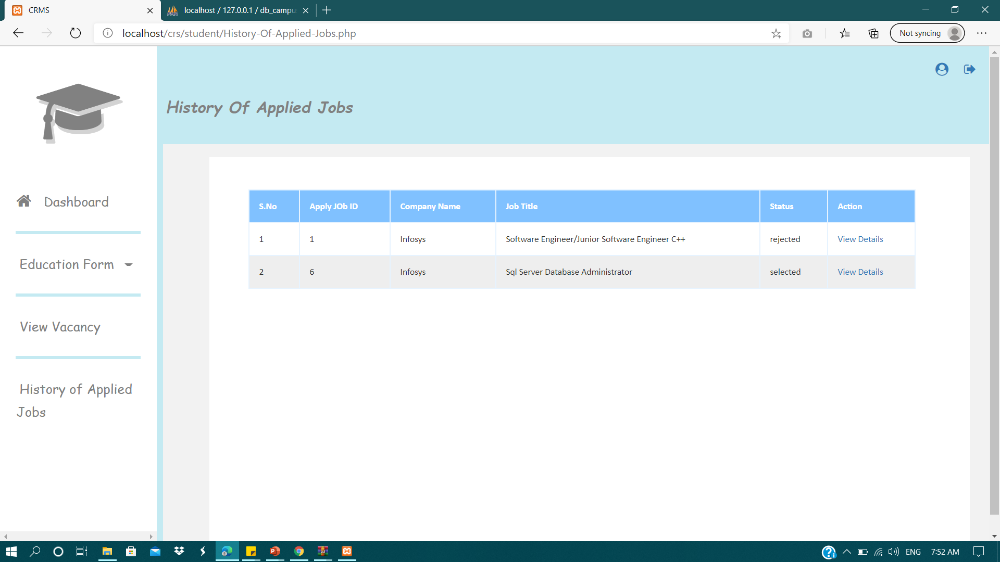 CRMS
localhost / 127.0.0.1 / db_campu
localhost/crs/student/History-Of-Applied-Jobs.php
Not syncing
History Of Applied Jobs
Dashboard
Education Form
View Vacancy
History of Applied
Jobs
S.No Apply JOb ID Company Name Job Title Status Action
1 1 Infosys Software Engineer/Junior Software Engineer C++ rejected View Details
2 6 Infosys Sql Server Database Administrator selected View Details
ENG 7:52 AM